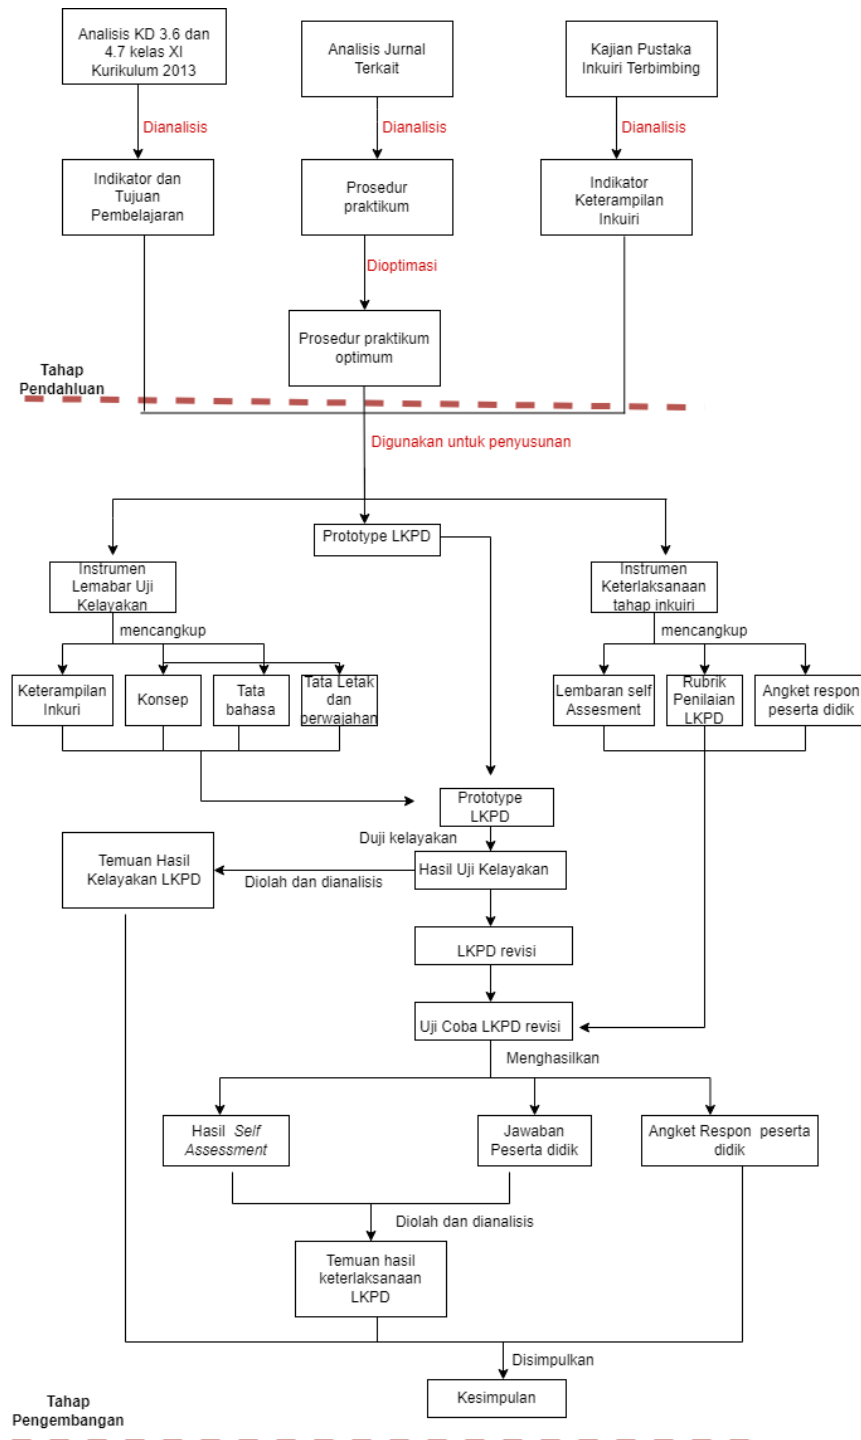 Analisis KD 3.6 dan
4.7 kelas XI
Kurikulum 2013
Analisis Jurnal
Terkait
Kajian Pustaka
Inkuiri Terbimbing
Dianalisis
Dianalisis
Dianalisis
Indikator dan
Tujuan
Pembelajaran
Prosedur
praktikum
Indikator
Keterampilan
Inkuiri
Dioptimasi
Prosedur praktikum
optimum
Tahap
Pendahluan
Digunakan untuk penyusunan
Instrumen
Lemabar Uji
Kelayakan
Prototype LKPD
Instrumen
Keterlaksanaan
tahap inkuiri
mencangkup
mencangkup
Keterampilan
Inkuri
Konsep
Tata
bahasa
Tata Letak
dan
perwajahan
Lembaran self
Assesment
Rubrik
Penilaian
LKPD
Angket respon
peserta didik
Prototype
LKPD
Duji kelayakan
Temuan Hasil
Kelayakan LKPD
Diolah dan dianalisis
Hasil Uji Kelayakan
LKPD revisi
Uji Coba LKPD revisi
Menghasilkan
Hasil Self
Assessment
Jawaban
Peserta didik
Angket Respon peserta
didik
Diolah dan dianalisis
Temuan hasil
keterlaksanaan
LKPD
Disimpulkan
Kesimpulan
Tahap
Pengembangan